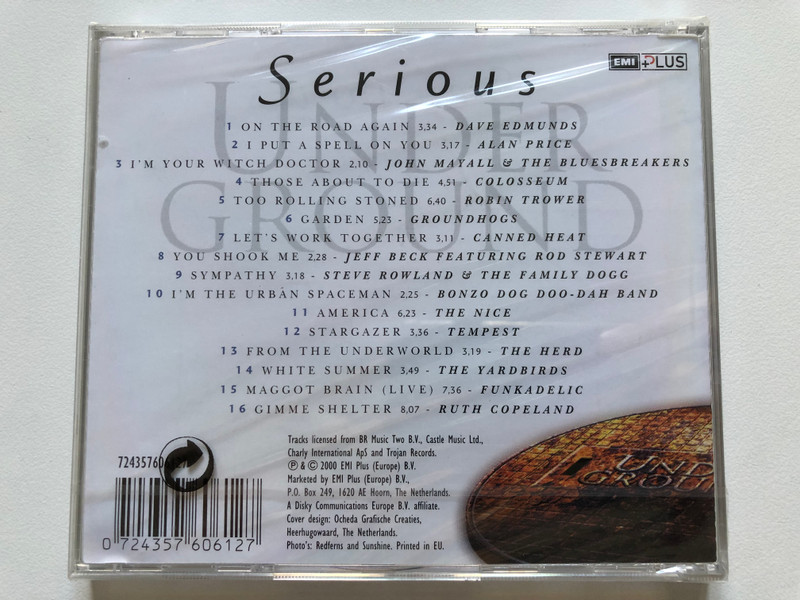 Serious
UNDER
GROUND
EMI PLUS
1 ON THE ROAD AGAIN 3,34 - DAVE EDMUNDS
2 I PUT A SPELL ON YOU 3,17 - ALAN PRICE
3 I'M YOUR WITCH DOCTOR 2,10 - JOHN MAYALL & THE BLUESBREAKERS
4 THOSE ABOUT TO DIE 4,51 - COLOSSEUM
5 TOO ROLLING STONED 6,40 - ROBIN TROWER
6 GARDEN 5,23 - GROUNDHOGS
7 LET'S WORK TOGETHER 3,11 - CANNED HEAT
8 YOU SHOOK ME 2,28 - JEFF BECK FEATURING ROD STEWART
9 SYMPATHY 3,18 - STEVE ROWLAND & THE FAMILY DOGG
10 I'M THE URBAN SPACEMAN 2,25 - BONZO DOG DOO-DAH BAND
11 AMERICA 6,23 - THE NICE
12 STARGAZER 3,36 - TEMPEST
13 FROM THE UNDERWORLD 3,19 - THE HERD
14 WHITE SUMMER 3,49 - THE YARDBIRDS
15 MAGGOT BRAIN (LIVE) 7,36 - FUNKADELIC
16 GIMME SHELTER 8,07 - RUTH COPELAND
Tracks licensed from BR Music Two B.V., Castle Music Ltd.,
Charly International ApS and Trojan Records.
℗ & © 2000 EMI Plus (Europe) B.V.
Marketed by EMI Plus (Europe) B.V.,
P.O. Box 249, 1620 AE Hoorn, The Netherlands.
A Disky Communications Europe B.V. affiliate.
Cover design: Ocheda Grafische Creaties,
Heerhugowaard, The Netherlands.
Photo's: Redferns and Sunshine. Printed in EU.
0 724357 606127
UNDE
GROUN